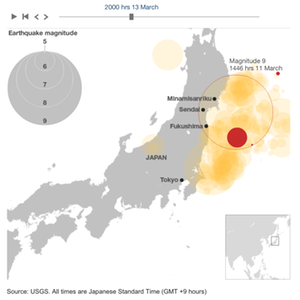 2000 hrs 13 March
Earthquake magnitude
5
6
7
8
9
Magnitude 9
1446 hrs 11 March
Minamisanriku
Sendai
Fukushima
JAPAN
Tokyo
Source: USGS. All times are Japanese Standard Time (GMT +9 hours)